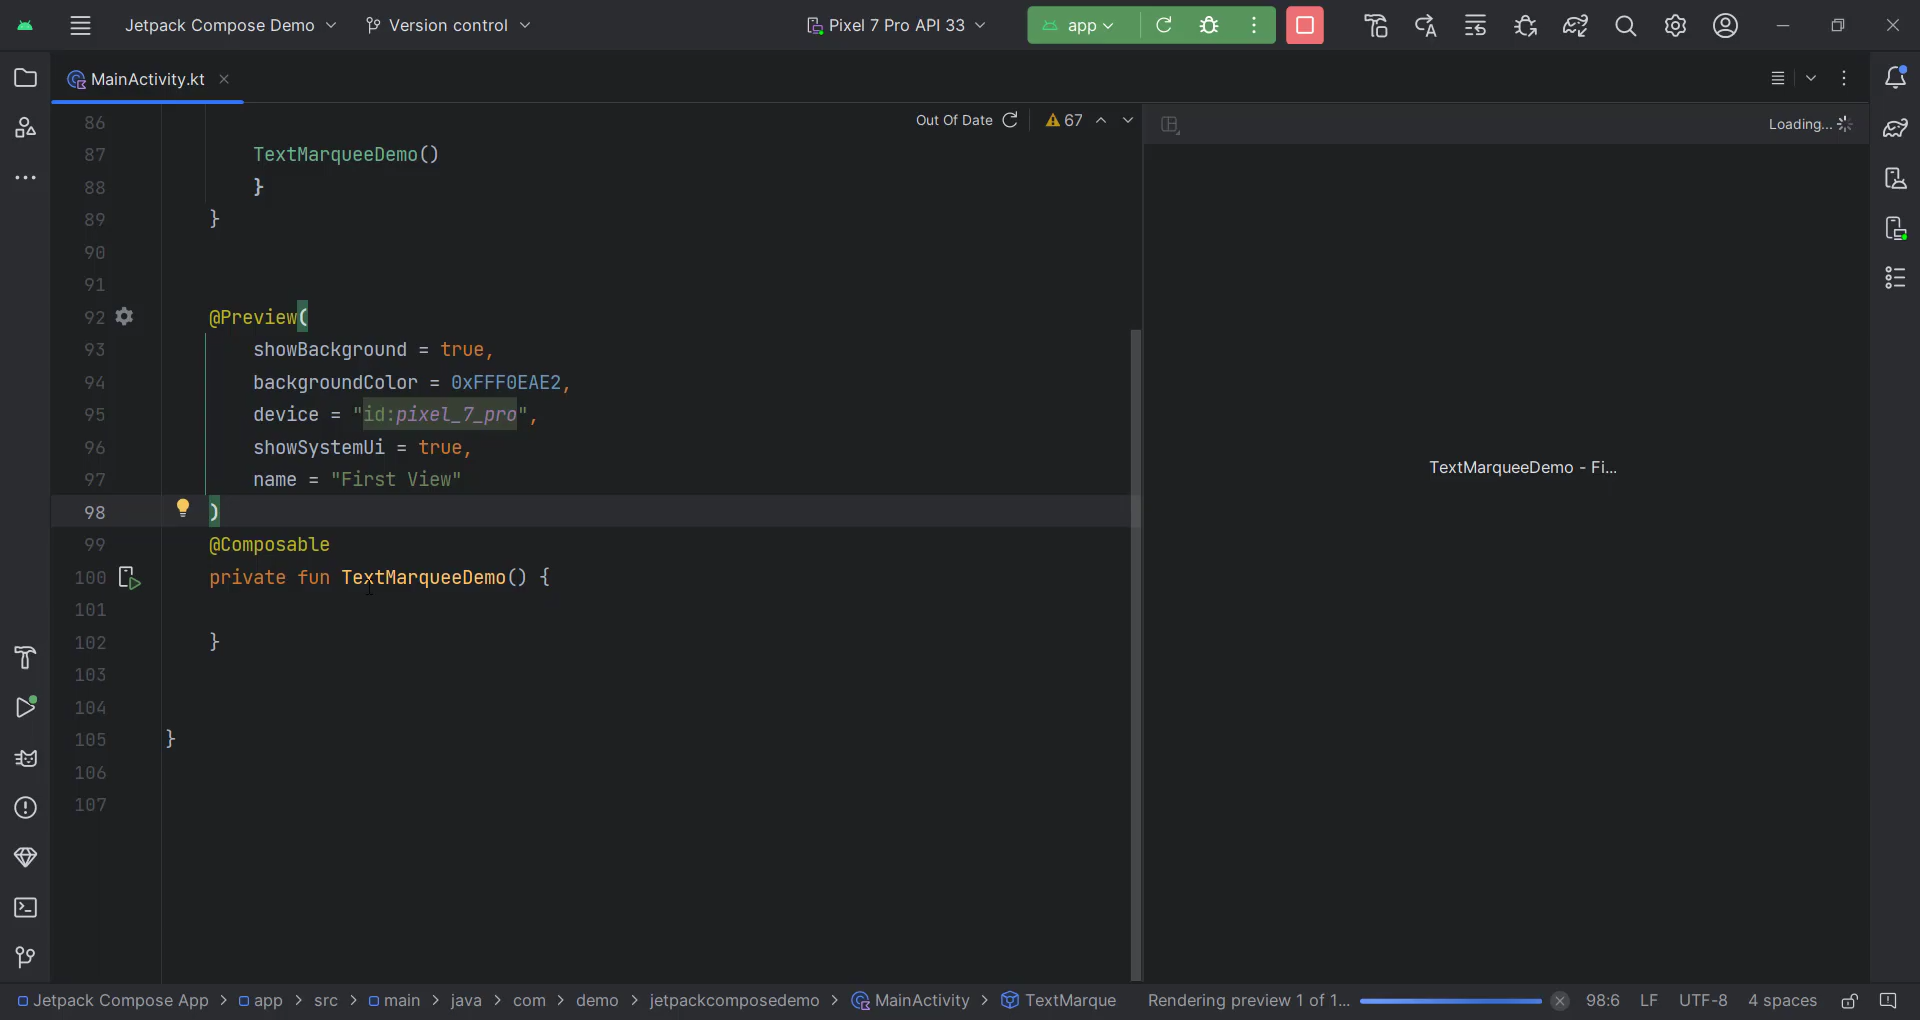 Jetpack Compose Demo
Version control
Pixel 7 Pro API 33
app
MainActivity.kt
Out Of Date
67
Loading...
86
87 TextMarqueeDemo()
88 }
89 }
90
91
92 @Preview(
93 showBackground = true,
94 backgroundColor = 0xFFF0EAE2,
95 device = "id:pixel_7_pro",
96 showSystemUi = true,
97 name = "First View"
98 )
99 @Composable
100 private fun TextMarqueeDemo() {
101
102 }
103
104
105 }
106
107
TextMarqueeDemo - Fi...
Jetpack Compose App > app > src > main > java > com > demo > jetpackcomposedemo > MainActivity > TextMarque
Rendering preview 1 of 1...
98:6 LF UTF-8 4 spaces